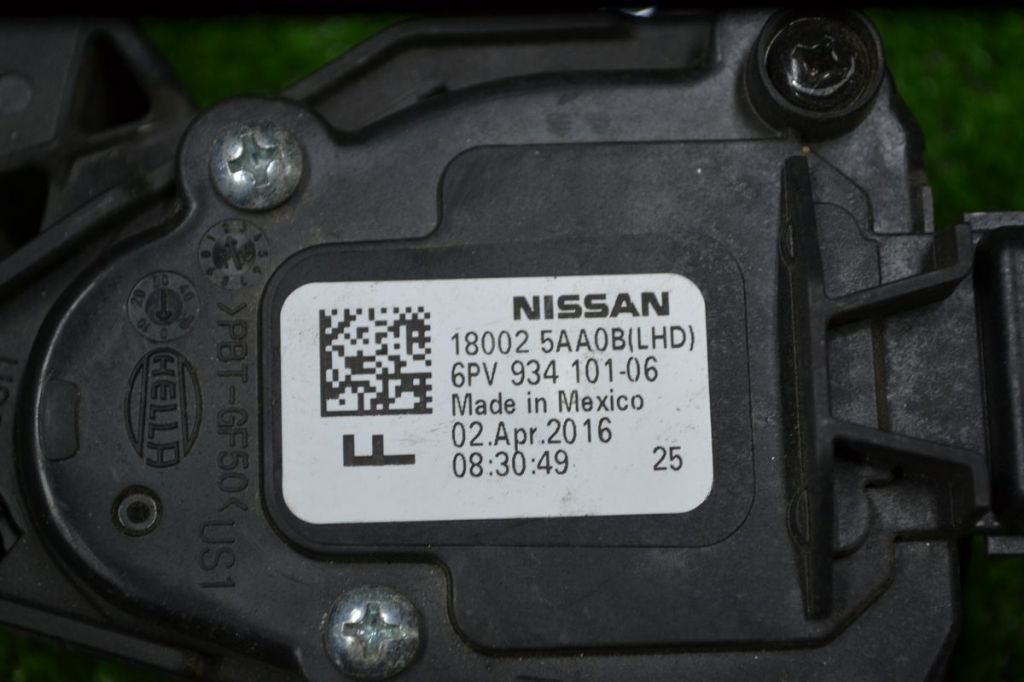 NISSAN
18002 5AA0B(LHD)
6PV 934 101-06
Made in Mexico
02.Apr.2016
08:30:49 25
F
HELLA
>PBT-GF50<US1